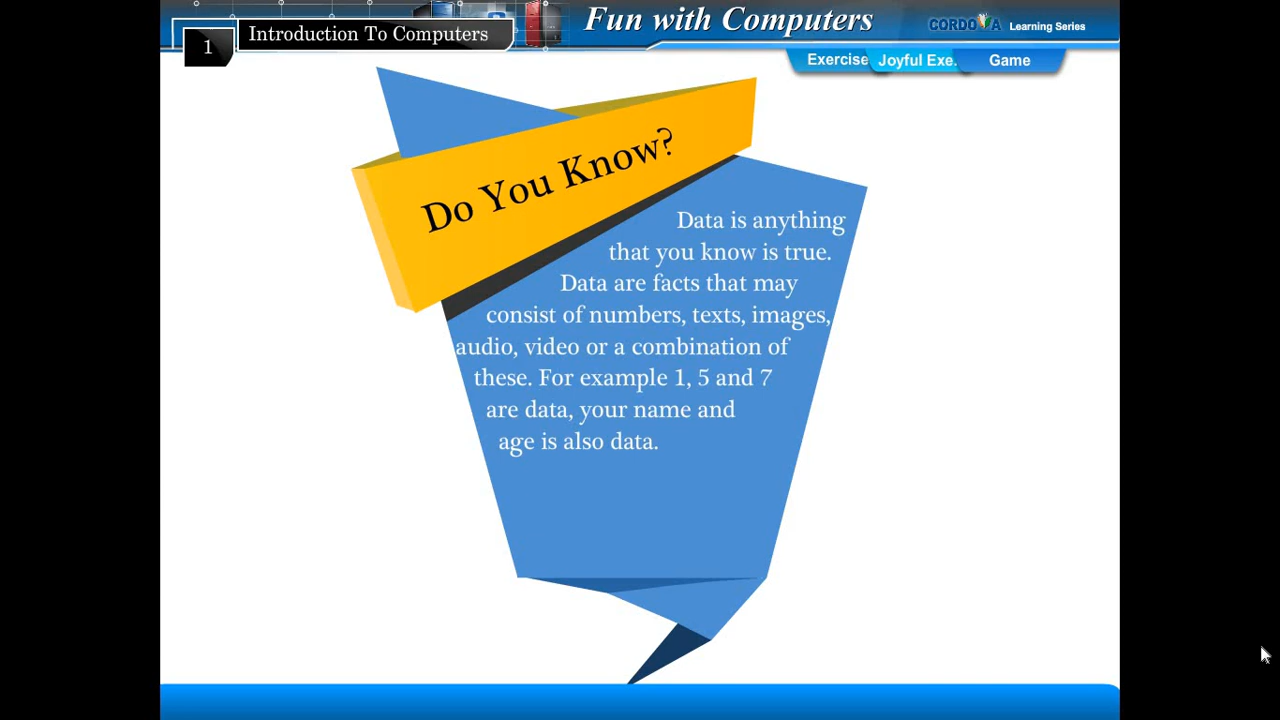 Fun with Computers
CORDOVA Learning Series
1
Introduction To Computers
Exercise
Joyful Exe.
Game
Do You Know?
Data is anything
that you know is true.
Data are facts that may
consist of numbers, texts, images,
audio, video or a combination of
these. For example 1, 5 and 7
are data, your name and
age is also data.